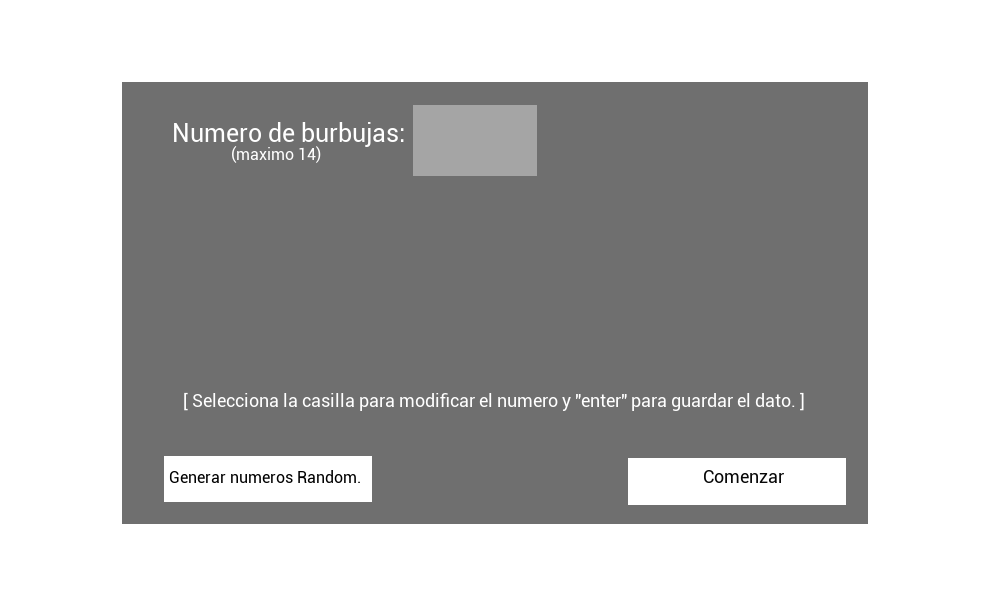 Numero de burbujas:
(maximo 14)
[ Selecciona la casilla para modificar el numero y "enter" para guardar el dato. ]
Generar numeros Random.
Comenzar